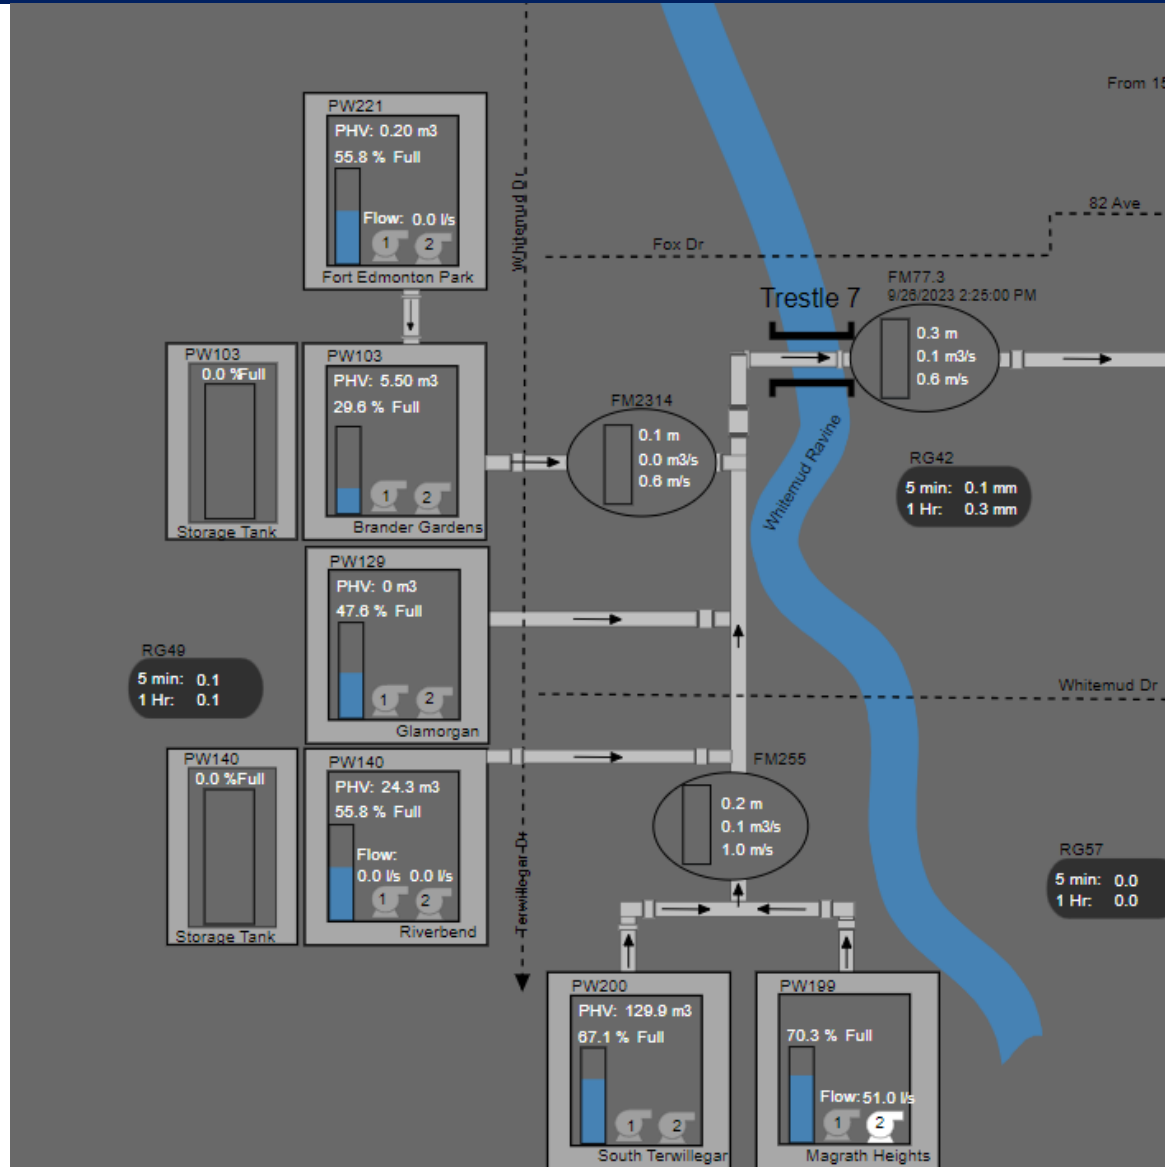 From 15
PW221
PHV: 0.20 m3
55.8 % Full
Flow: 0.0 l/s
1 2
Fort Edmonton Park
Whitemud Dr
82 Ave
Fox Dr
FM77.3
9/26/2023 2:25:00 PM
Trestle 7
0.3 m
0.1 m3/s
0.6 m/s
PW103
0.0 %Full
Storage Tank
PW103
PHV: 5.50 m3
29.6 % Full
1 2
Brander Gardens
FM2314
0.1 m
0.0 m3/s
0.6 m/s
Whitemud Ravine
RG42
5 min: 0.1 mm
1 Hr: 0.3 mm
PW129
PHV: 0 m3
47.6 % Full
1 2
Glamorgan
RG49
5 min: 0.1
1 Hr: 0.1
Whitemud Dr
PW140
0.0 %Full
Storage Tank
PW140
PHV: 24.3 m3
55.8 % Full
Flow:
0.0 l/s 0.0 l/s
1 2
Riverbend
Terwillegar Dr
FM255
0.2 m
0.1 m3/s
1.0 m/s
RG57
5 min: 0.0
1 Hr: 0.0
PW200
PHV: 129.9 m3
67.1 % Full
1 2
South Terwillegar
PW199
70.3 % Full
Flow: 51.0 l/s
1 2
Magrath Heights